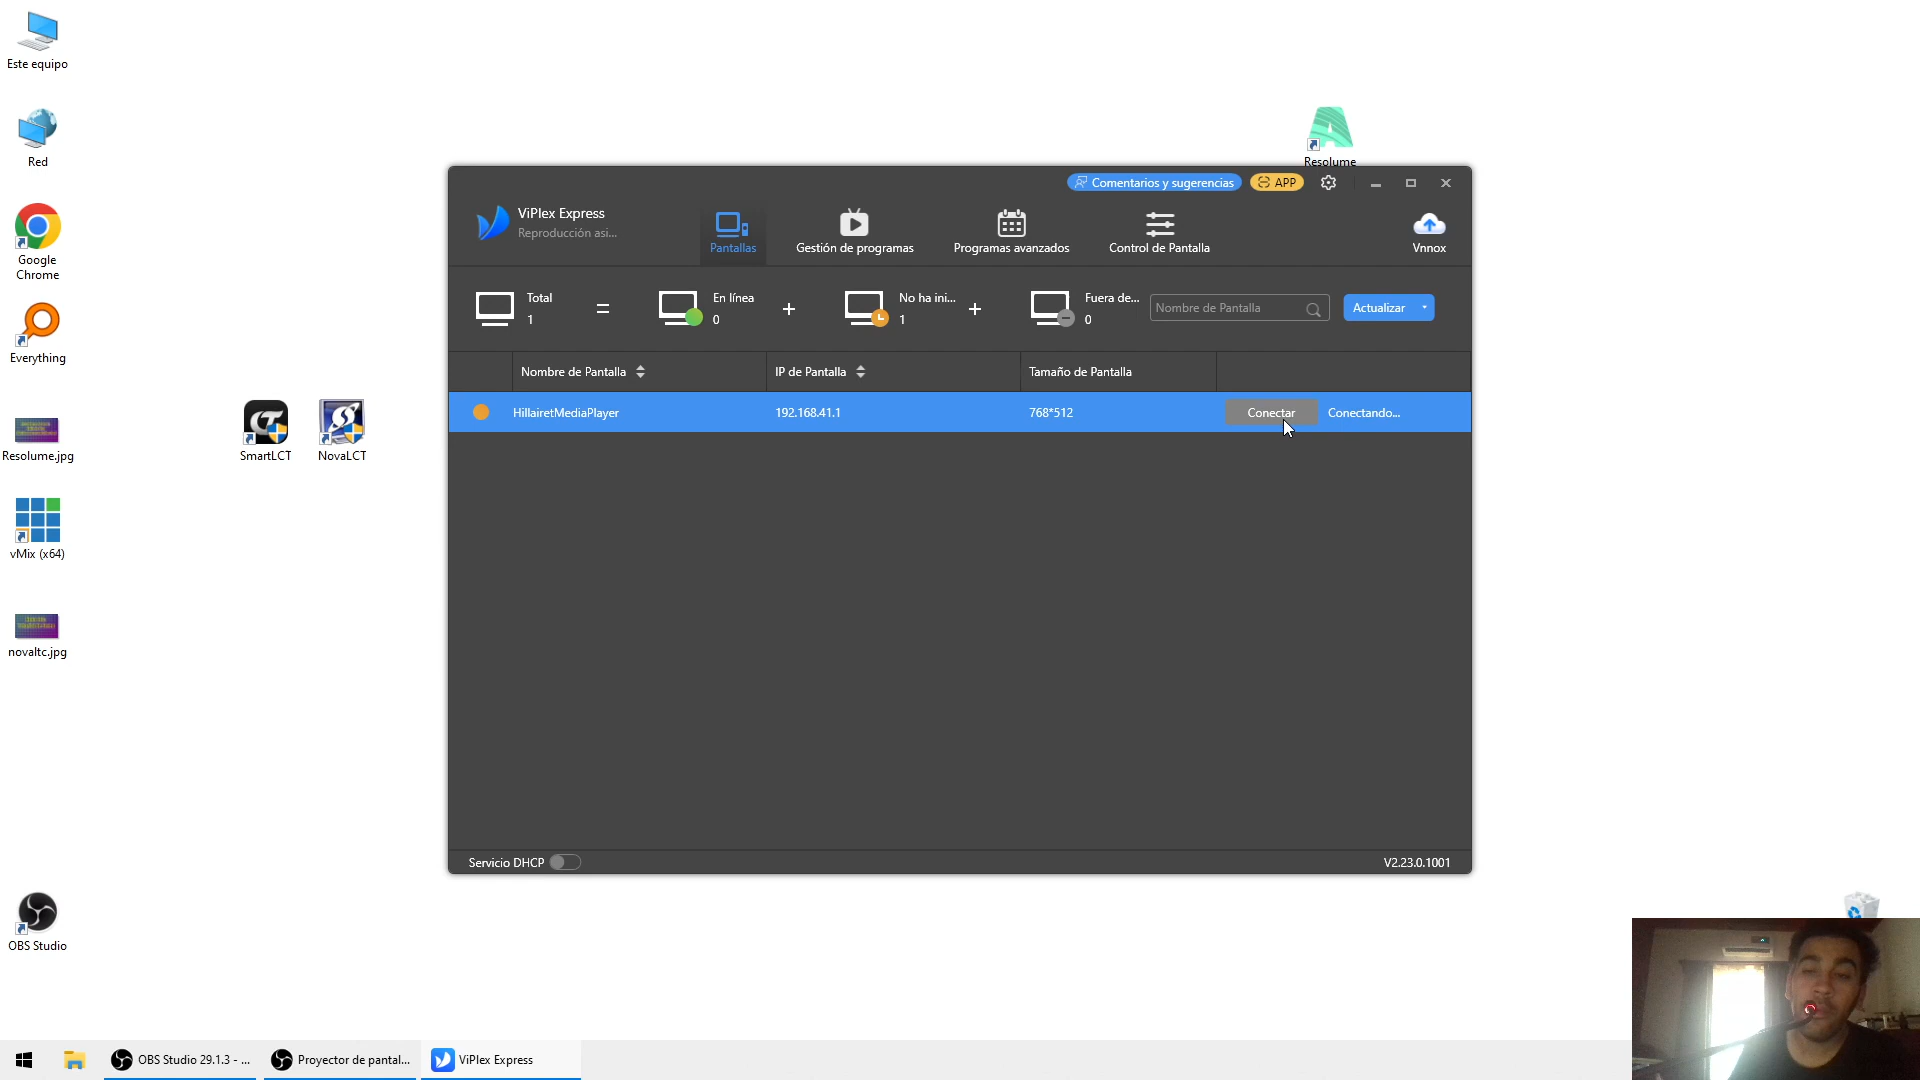 Este equipo
Red
Google
Chrome
Everything
Resolume.jpg
vMix (x64)
novaltc.jpg
OBS Studio
SmartLCT
NovaLCT
Resolume
Comentarios y sugerencias
APP
ViPlex Express
Reproducción asi...
Pantallas
Gestión de programas
Programas avanzados
Control de Pantalla
Vnnox
Total
1
=
En línea
0
+
No ha ini...
1
+
Fuera de...
0
Nombre de Pantalla
Actualizar
Nombre de Pantalla
IP de Pantalla
Tamaño de Pantalla
HillairetMediaPlayer
192.168.41.1
768*512
Conectar
Conectando...
Servicio DHCP
V2.23.0.1001
OBS Studio 29.1.3 - ...
Proyector de pantal...
ViPlex Express